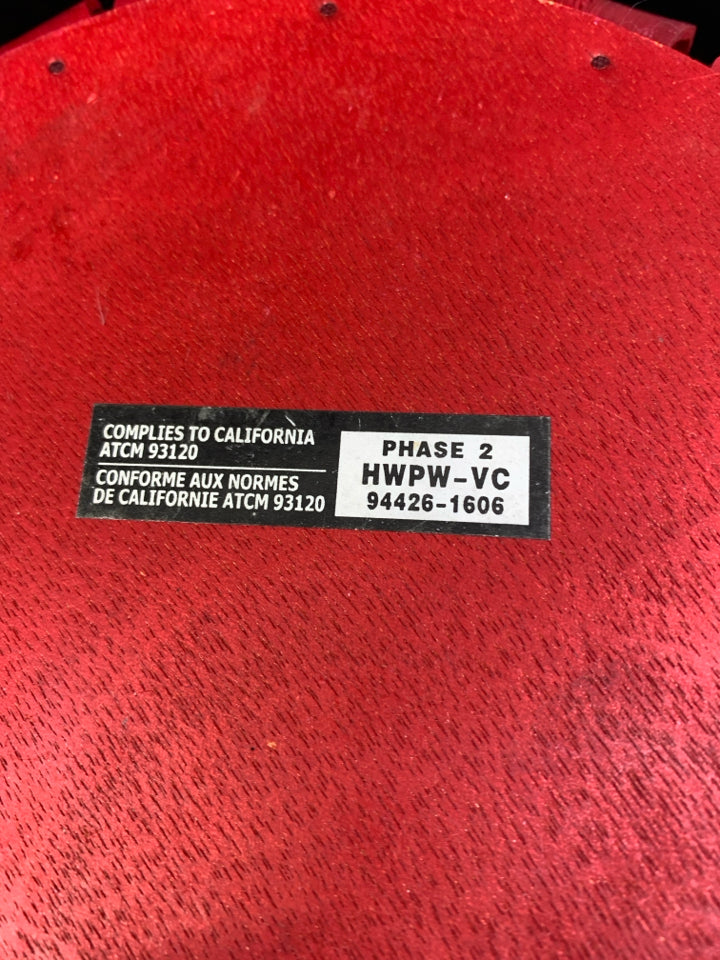 COMPLIES TO CALIFORNIA
ATCM 93120
CONFORME AUX NORMES
DE CALIFORNIE ATCM 93120
PHASE 2
HWPW-VC
94426-1606